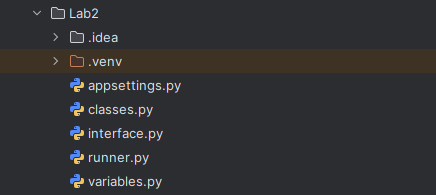 Lab2
.idea
.venv
appsettings.py
classes.py
interface.py
runner.py
variables.py